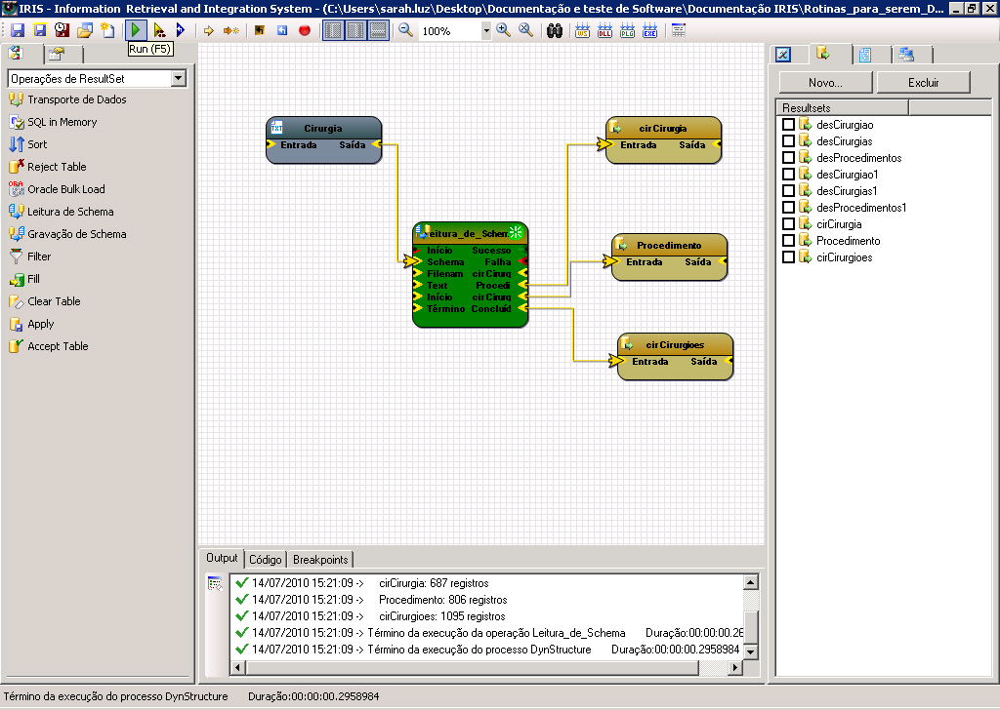 IRIS - Information Retrieval and Integration System - (C:\Users\sarah.luz\Desktop\Documentação e teste de Software\Documentação IRIS\Rotinas_para_serem_D...
100%
WS
DLL
PLG
EXE
Run (F5)
Operações de ResultSet
Transporte de Dados
SQL in Memory
Sort
Reject Table
ORA
Oracle Bulk Load
Leitura de Schema
Gravação de Schema
Filter
Fill
Clear Table
Apply
Accept Table
TXT
Cirurgia
Entrada Saída
cirCirurgia
Entrada Saída
eitura_de_Schem
Início Sucesso
Schema Falha
Filenam cirCirurg
Text Procedi
Início cirCirurg
Término Concluíd
Procedimento
Entrada Saída
cirCirurgioes
Entrada Saída
Novo...
Excluir
Resultsets
desCirurgiao
desCirurgias
desProcedimentos
desCirurgiao1
desCirurgias1
desProcedimentos1
cirCirurgia
Procedimento
cirCirurgioes
Output
Código
Breakpoints
14/07/2010 15:21:09 -> cirCirurgia: 687 registros
14/07/2010 15:21:09 -> Procedimento: 806 registros
14/07/2010 15:21:09 -> cirCirurgioes: 1095 registros
14/07/2010 15:21:09 -> Término da execução da operação Leitura_de_Schema Duração:00:00:00.26
14/07/2010 15:21:09 -> Término da execução do processo DynStructure Duração:00:00:00.2958984
Término da execução do processo DynStructure Duração:00:00:00.2958984